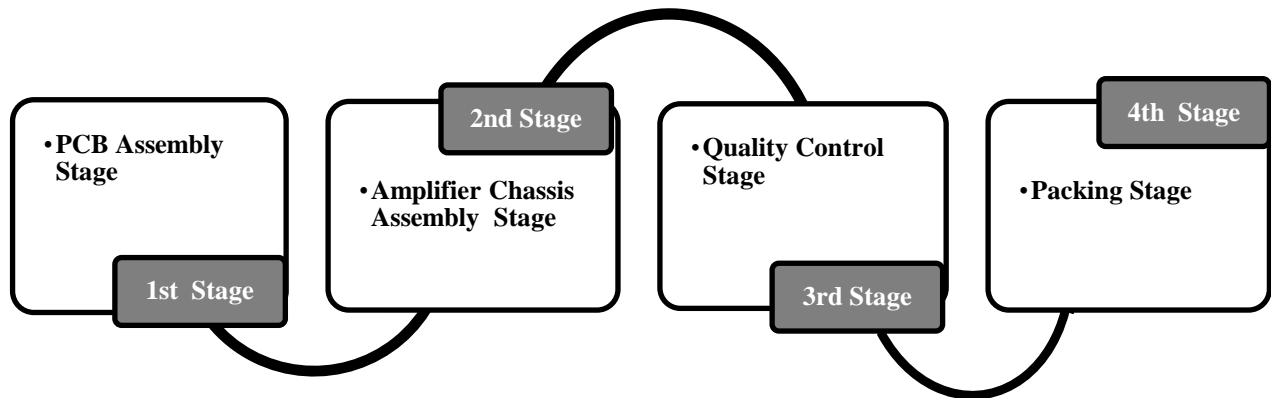 •PCB Assembly
Stage
1st Stage
2nd Stage
•Amplifier Chassis
Assembly Stage
•Quality Control
Stage
3rd Stage
4th Stage
•Packing Stage